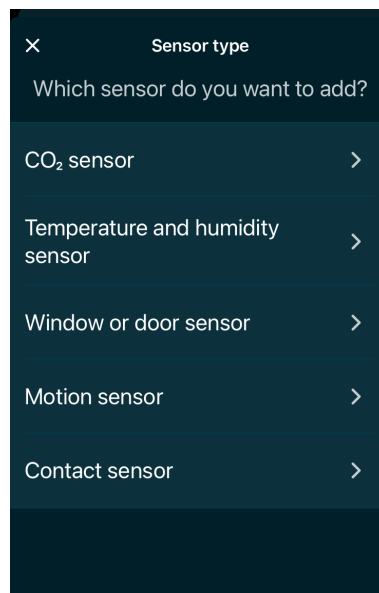 Sensor type
Which sensor do you want to add?
CO₂ sensor
Temperature and humidity
sensor
Window or door sensor
Motion sensor
Contact sensor